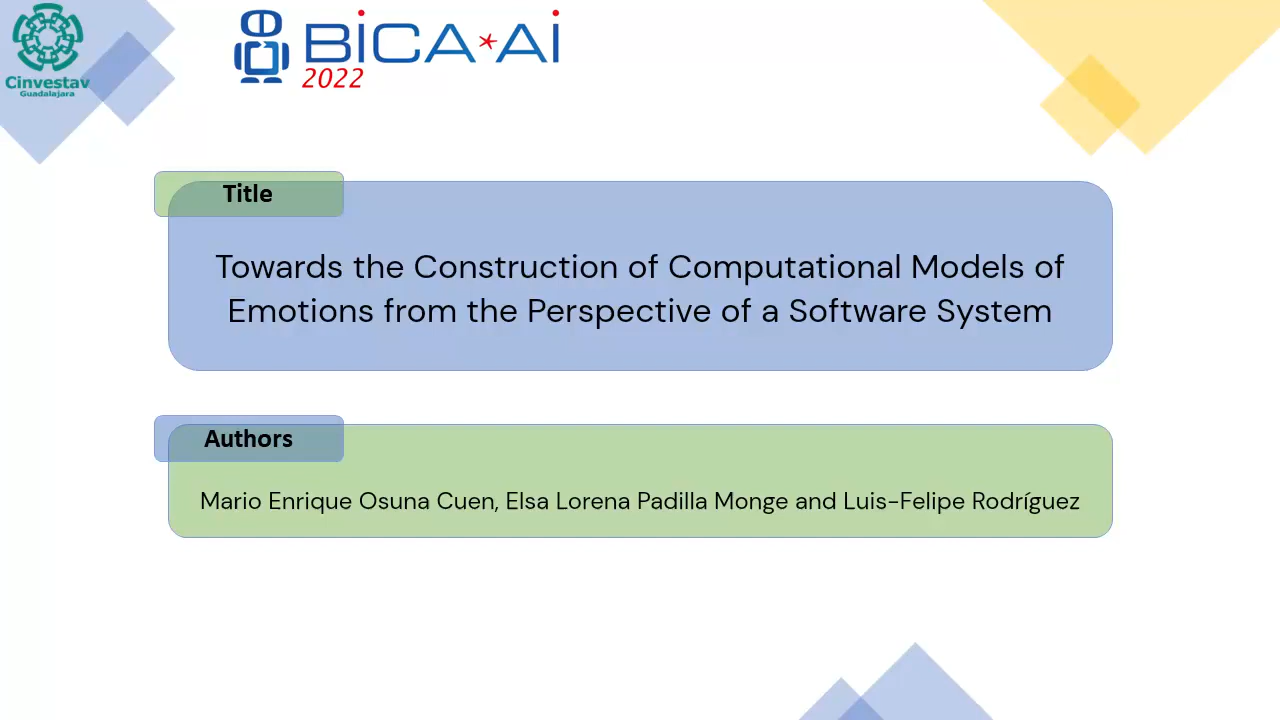 Cinvestav
Guadalajara
BiCA*Ai
2022
Title
Towards the Construction of Computational Models of
Emotions from the Perspective of a Software System
Authors
Mario Enrique Osuna Cuen, Elsa Lorena Padilla Monge and Luis-Felipe Rodríguez